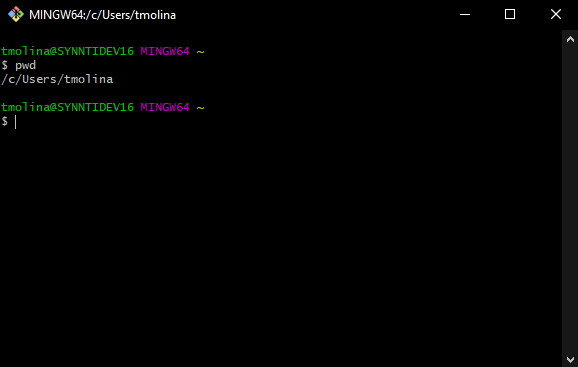 MINGW64:/c/Users/tmolina
tmolina@SYNNTIDEV16 MINGW64 ~
$ pwd
/c/Users/tmolina
tmolina@SYNNTIDEV16 MINGW64 ~
$